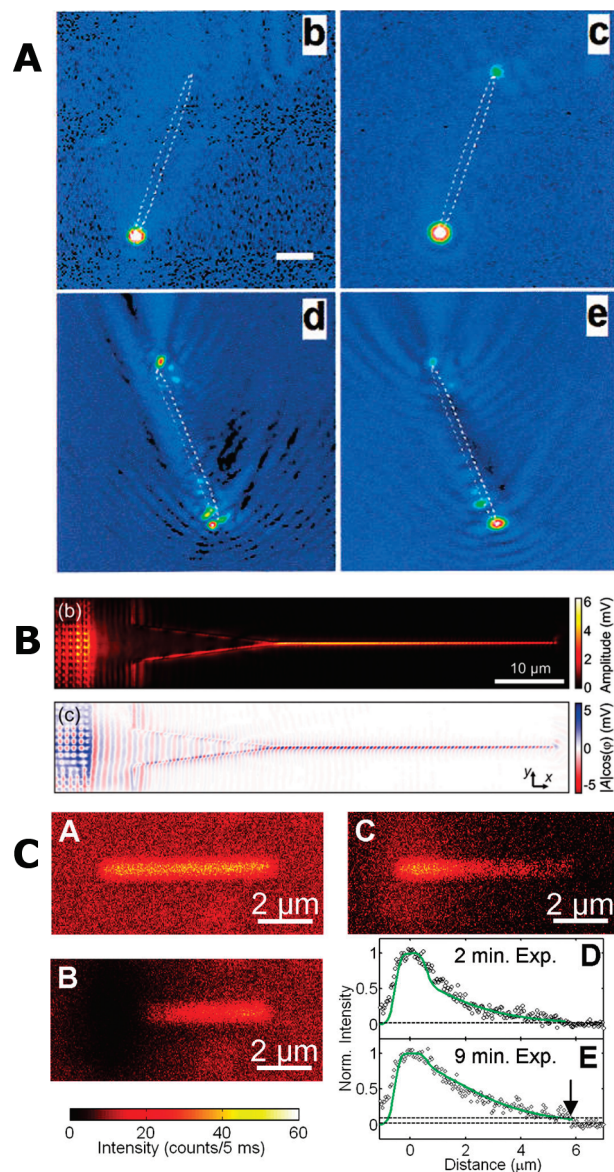 A
b
c
d
e
B
(b)
10 µm
6
4
2
0
Amplitude (mV)
(c)
y
x
5
0
-5
|A|cos(φ) (mV)
C
A
2 µm
C
2 µm
B
2 µm
0 20 40 60
Intensity (counts/5 ms)
2 min. Exp.
D
1
0.5
0
9 min. Exp.
E
1
0.5
0
Norm. Intensity
0 2 4 6
Distance (µm)